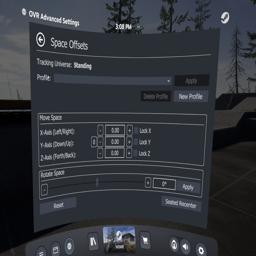 OVR Advanced Settings
3:08 PM
Space Offsets
Tracking Universe: Standing
Profile:
Apply
Delete Profile New Profile
Move Space
X-Axis (Left/Right): - 0.00 + Lock X
Y-Axis (Down/Up): 0 - 0.00 + Lock Y
Z-Axis (Forth/Back): - 0.00 + Lock Z
Rotate Space
- + 0° Apply
Reset Seated Recenter